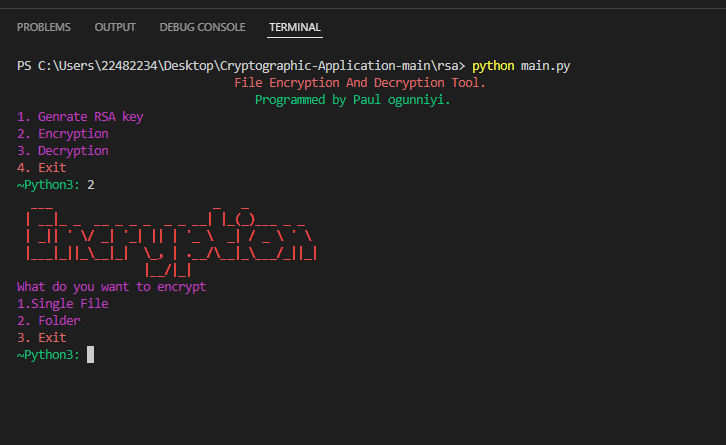 PROBLEMS OUTPUT DEBUG CONSOLE TERMINAL
PS C:\Users\22482234\Desktop\Cryptographic-Application-main\rsa> python main.py
File Encryption And Decryption Tool.
Programmed by Paul ogunniyi.
1. Genrate RSA key
2. Encryption
3. Decryption
4. Exit
~Python3: 2
Encryption
What do you want to encrypt
1.Single File
2. Folder
3. Exit
~Python3: